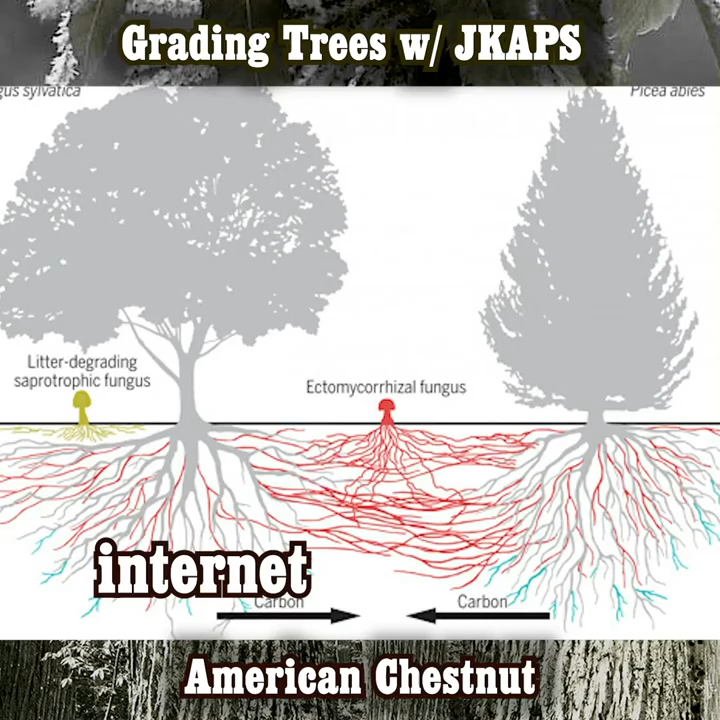 Grading Trees w/ JKAPS
gus sylvatica
Picea abies
Litter-degrading
saprotrophic fungus
Ectomycorrhizal fungus
internet
Carbon
Carbon
American Chestnut